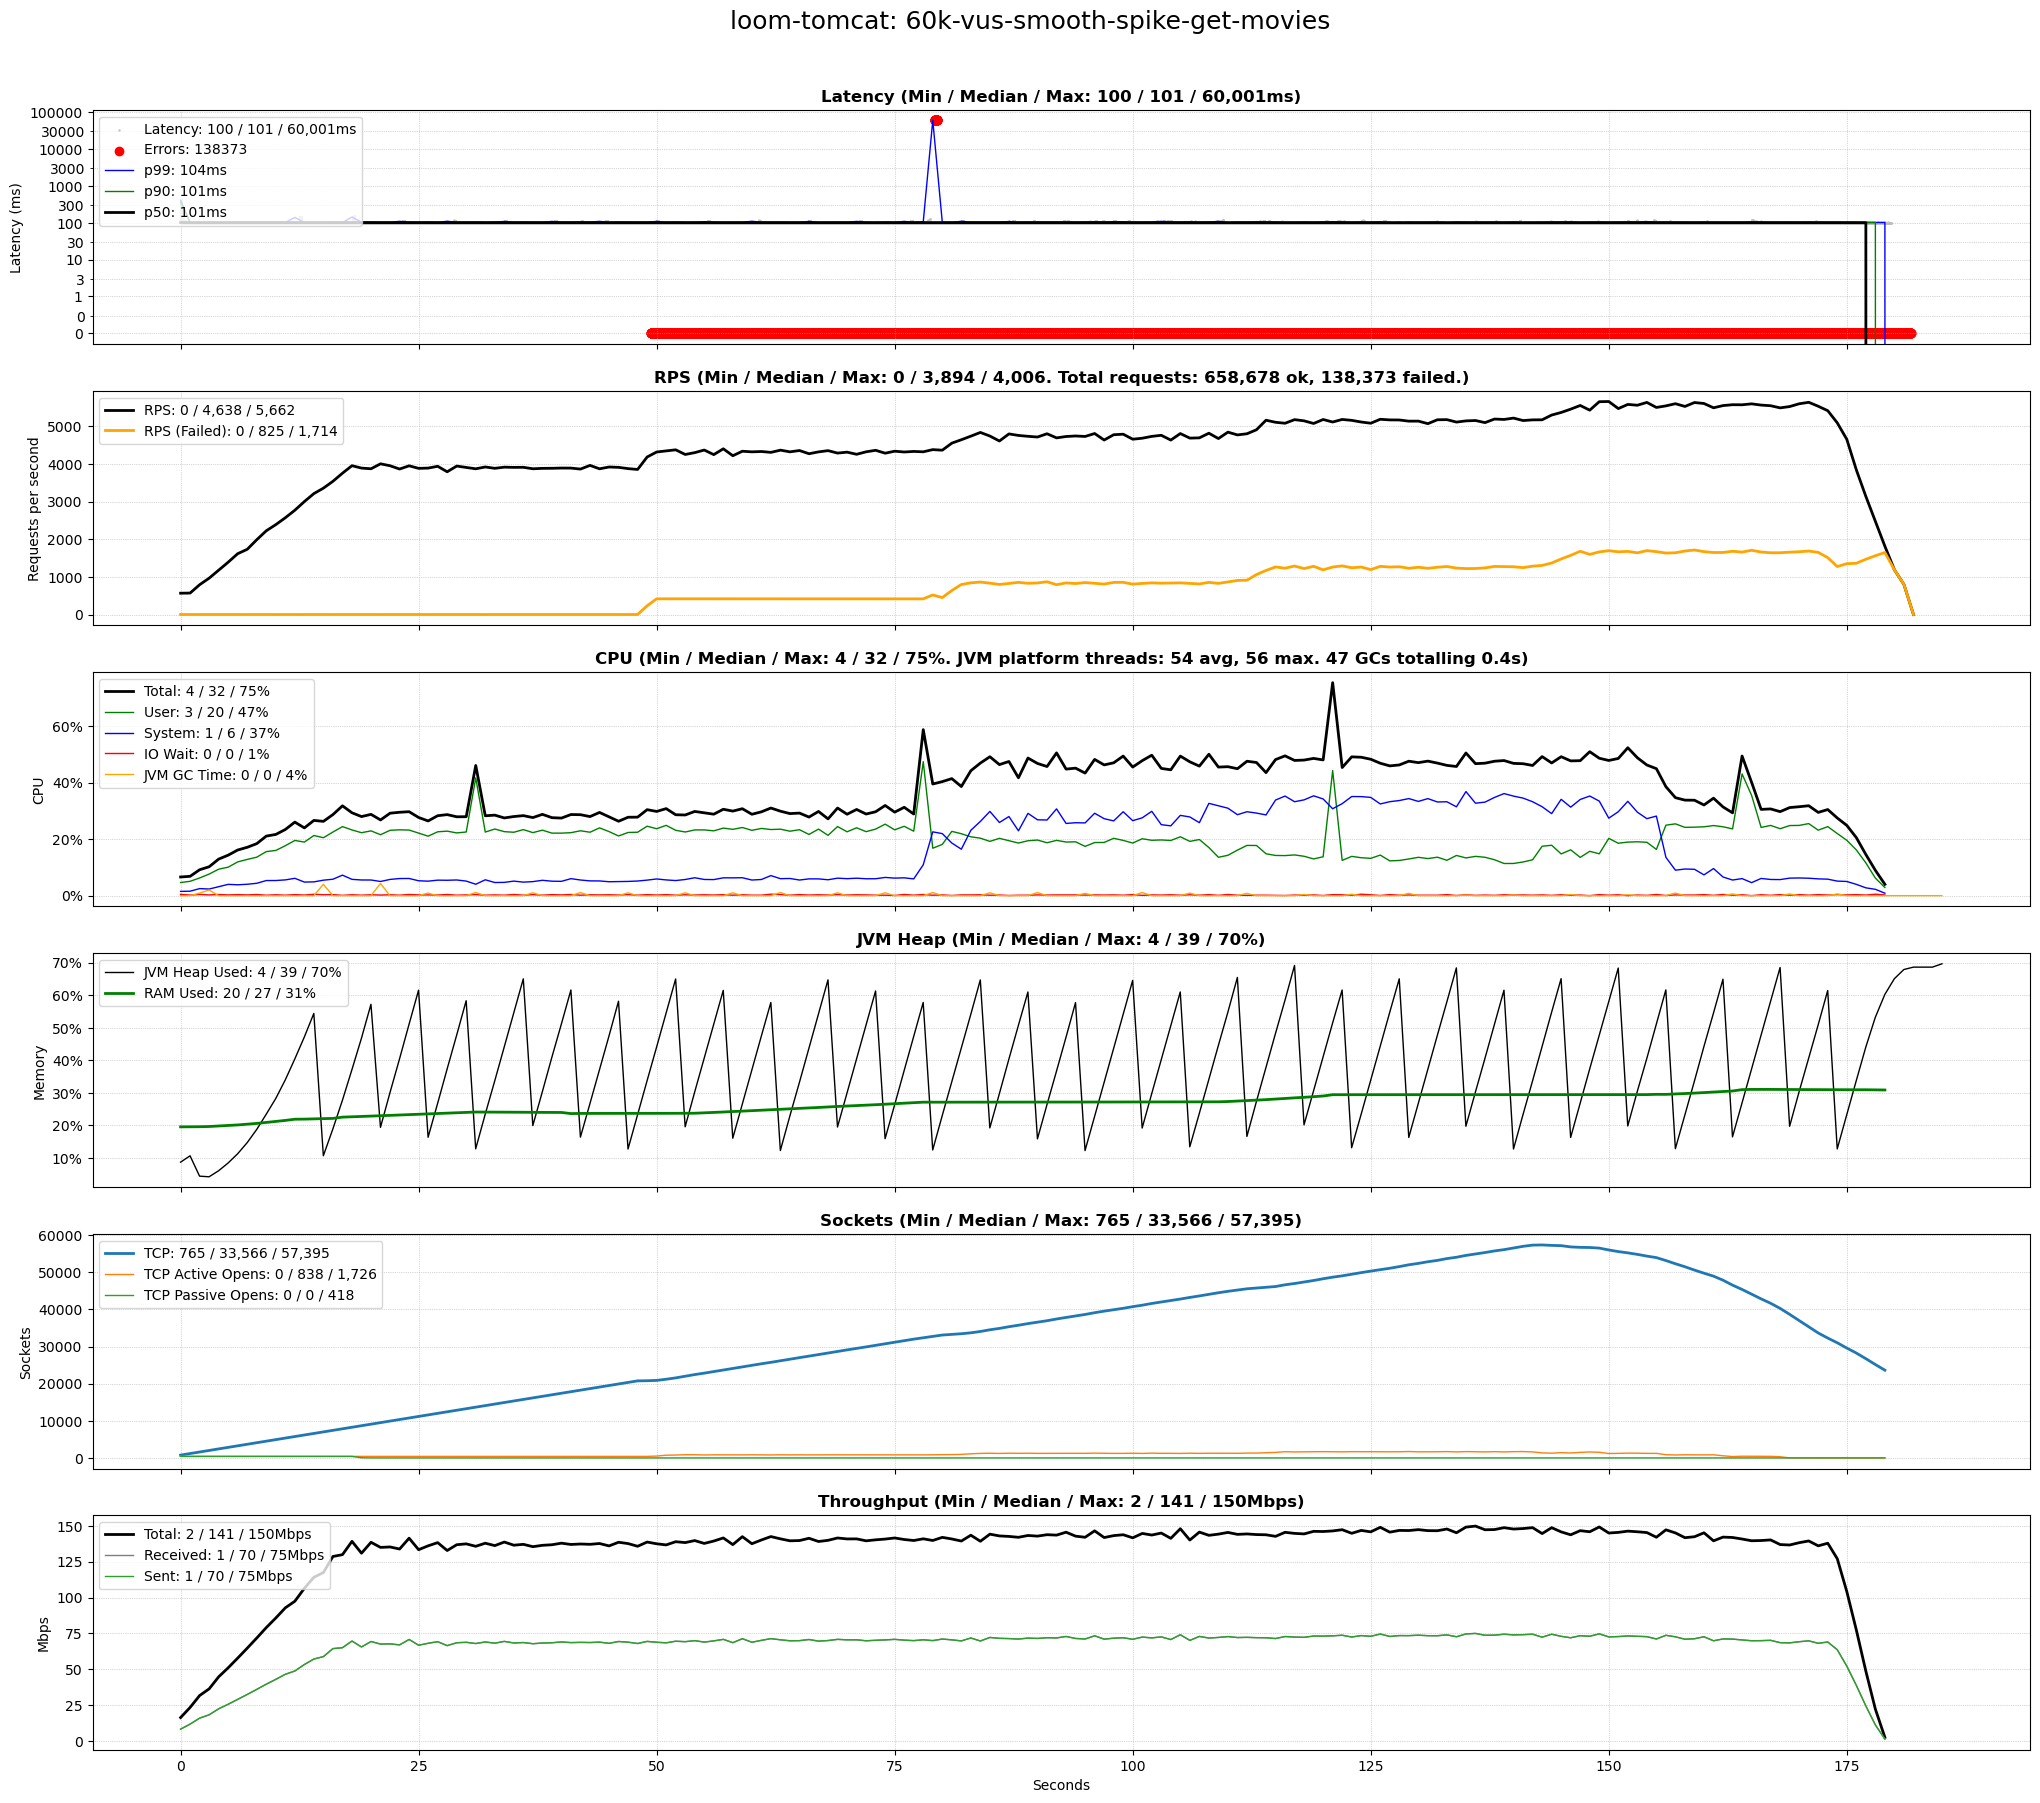 loom-tomcat: 60k-vus-smooth-spike-get-movies
Latency (Min / Median / Max: 100 / 101 / 60,001ms)
Latency (ms)
100000
30000
10000
3000
1000
300
100
30
10
3
1
0
0
Latency: 100 / 101 / 60,001ms
Errors: 138373
p99: 104ms
p90: 101ms
p50: 101ms
RPS (Min / Median / Max: 0 / 3,894 / 4,006. Total requests: 658,678 ok, 138,373 failed.)
Requests per second
5000
4000
3000
2000
1000
0
RPS: 0 / 4,638 / 5,662
RPS (Failed): 0 / 825 / 1,714
CPU (Min / Median / Max: 4 / 32 / 75%. JVM platform threads: 54 avg, 56 max. 47 GCs totalling 0.4s)
CPU
60%
40%
20%
0%
Total: 4 / 32 / 75%
User: 3 / 20 / 47%
System: 1 / 6 / 37%
IO Wait: 0 / 0 / 1%
JVM GC Time: 0 / 0 / 4%
JVM Heap (Min / Median / Max: 4 / 39 / 70%)
Memory
70%
60%
50%
40%
30%
20%
10%
JVM Heap Used: 4 / 39 / 70%
RAM Used: 20 / 27 / 31%
Sockets (Min / Median / Max: 765 / 33,566 / 57,395)
Sockets
60000
50000
40000
30000
20000
10000
0
TCP: 765 / 33,566 / 57,395
TCP Active Opens: 0 / 838 / 1,726
TCP Passive Opens: 0 / 0 / 418
Throughput (Min / Median / Max: 2 / 141 / 150Mbps)
Mbps
150
125
100
75
50
25
0
Total: 2 / 141 / 150Mbps
Received: 1 / 70 / 75Mbps
Sent: 1 / 70 / 75Mbps
0 25 50 75 100 125 150 175
Seconds